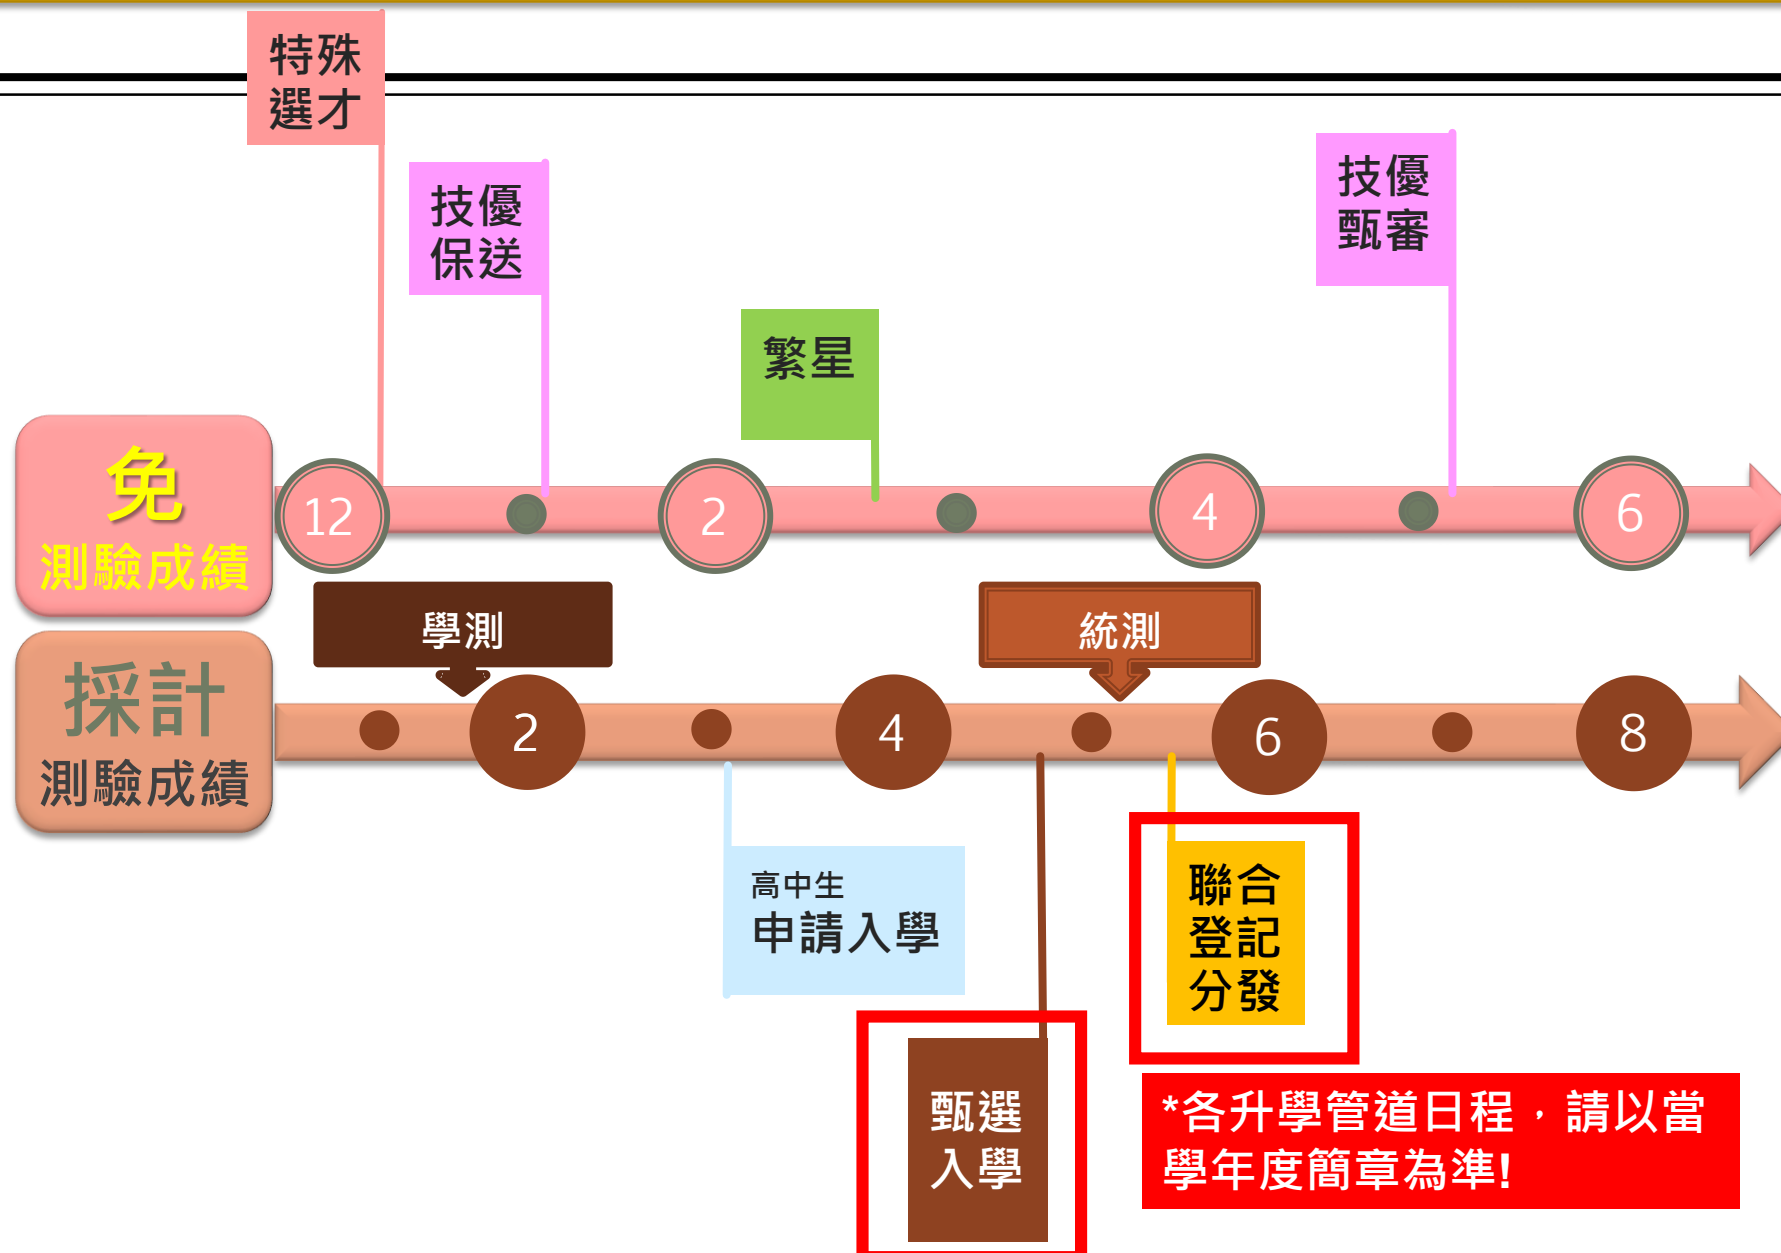 特殊
選才
技優
保送
技優
甄審
繁星
免
測驗成績
12
2
4
6
學測
統測
採計
測驗成績
2
4
6
8
高中生
申請入學
聯合
登記
分發
甄選
入學
*各升學管道日程，請以當
學年度簡章為準!